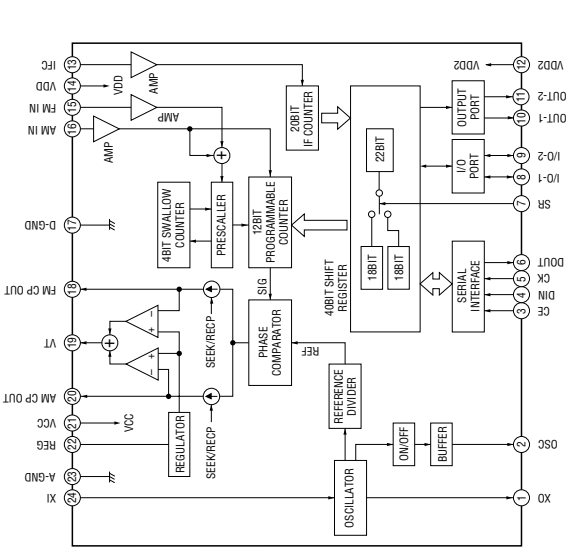 IFC 13
VDD 14
FM IN 15
AM IN 16
D-GND 17
FM CP OUT 18
VT 19
AM CP OUT 20
VCC 21
REG 22
A-GND 23
XI 24
AMP
VDD
AMP
AMP
+
4BIT SWALLOW
COUNTER
PRESCALLER
20BIT
IF COUNTER
12BIT
PROGRAMMABLE
COUNTER
SIG
PHASE
COMPARATOR
REF
SEEK/RECP
+
-
+
+
-
SEEK/RECP
VCC
REGULATOR
REFERENCE
DIVIDER
OSCILLATOR
ON/OFF
BUFFER
40BIT SHIFT
REGISTER
22BIT
18BIT
18BIT
OUTPUT
PORT
I/O
PORT
SERIAL
INTERFACE
VDD2
12 VDD2
11 OUT-2
10 OUT-1
9 I/O-2
8 I/O-1
7 SR
6 DOUT
5 CK
4 DIN
3 CE
2 OSC
1 XO